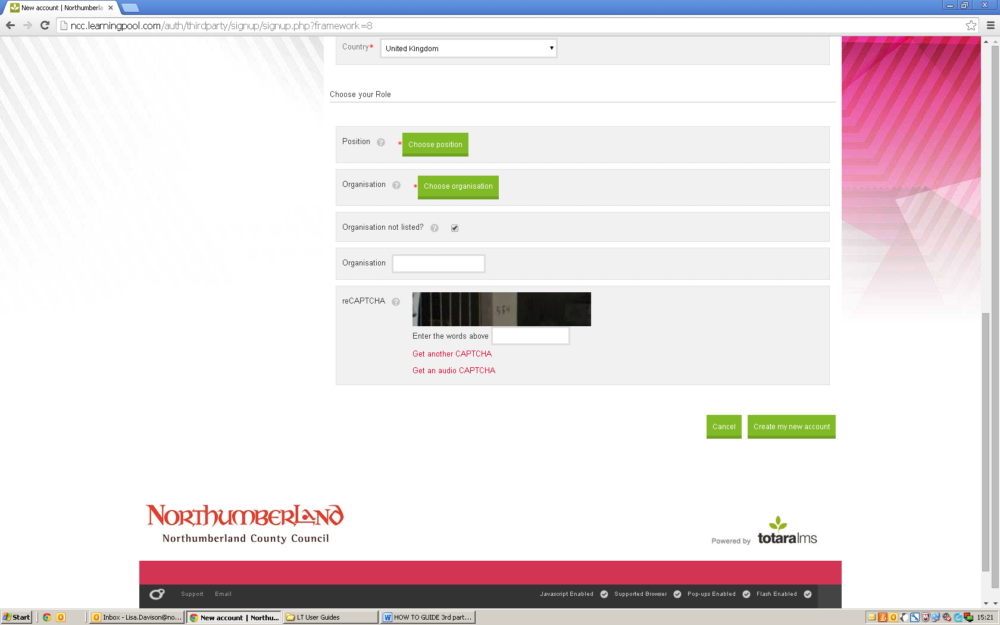 New account | Northumberla
ncc.learningpool.com/auth/thirdparty/signup/signup.php?framework=8
Country* United Kingdom
Choose your Role
Position ? * Choose position
Organisation ? * Choose organisation
Organisation not listed? ?
Organisation
reCAPTCHA ?
554
Enter the words above
Get another CAPTCHA
Get an audio CAPTCHA
Cancel Create my new account
Northumberland
Northumberland County Council
Powered by totaralms
Support Email Javascript Enabled Supported Browser Pop-ups Enabled Flash Enabled
Start Inbox - Lisa.Davison@no... New account | Northu... LT User Guides HOW TO GUIDE 3rd part... 15:21